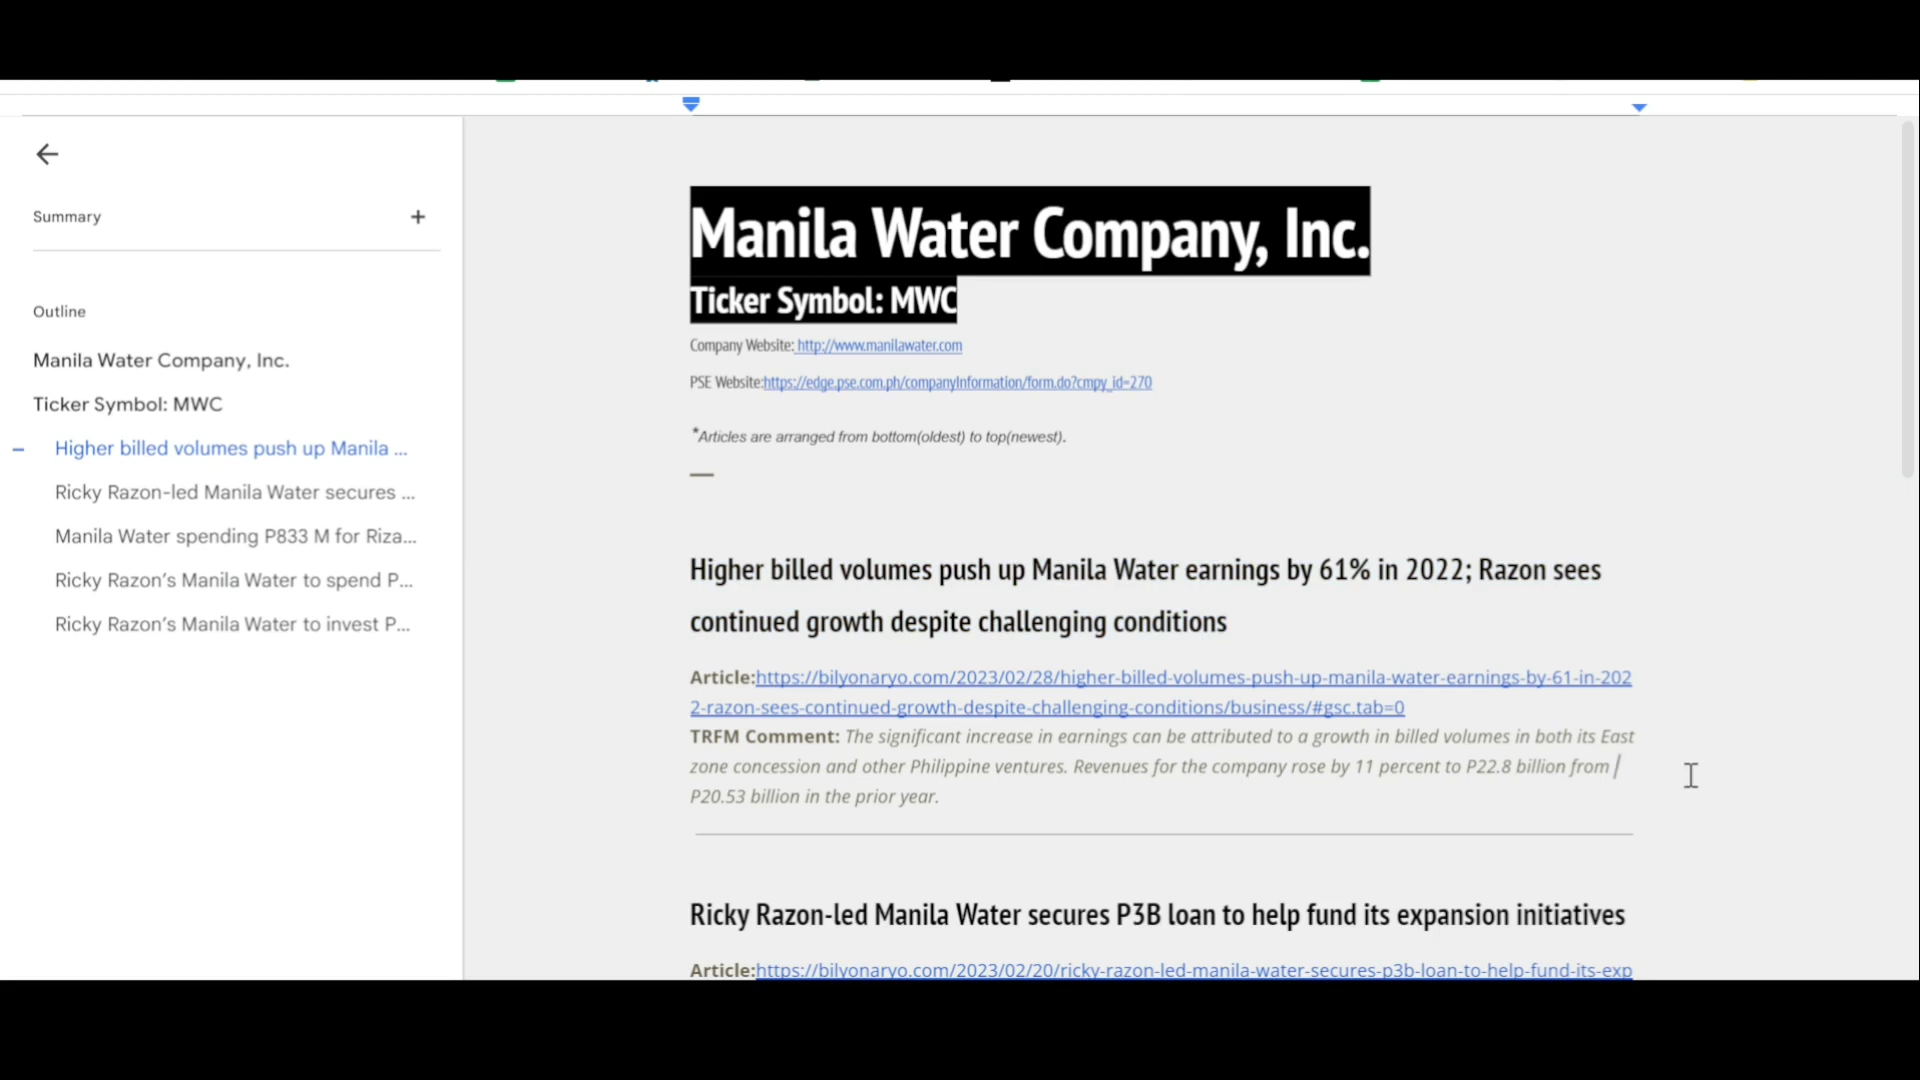 Summary
Outline
Manila Water Company, Inc.
Ticker Symbol: MWC
Higher billed volumes push up Manila ...
Ricky Razon-led Manila Water secures ...
Manila Water spending P833 M for Riza...
Ricky Razon’s Manila Water to spend P...
Ricky Razon’s Manila Water to invest P...
Manila Water Company, Inc.
Ticker Symbol: MWC
Company Website: http://www.manilawater.com
PSE Website:https://edge.pse.com.ph/companyInformation/form.do?cmpy_id=270
*Articles are arranged from bottom(oldest) to top(newest).
Higher billed volumes push up Manila Water earnings by 61% in 2022; Razon sees
continued growth despite challenging conditions
Article:https://bilyonaryo.com/2023/02/28/higher-billed-volumes-push-up-manila-water-earnings-by-61-in-202
2-razon-sees-continued-growth-despite-challenging-conditions/business/#gsc.tab=0
TRFM Comment: The significant increase in earnings can be attributed to a growth in billed volumes in both its East
zone concession and other Philippine ventures. Revenues for the company rose by 11 percent to P22.8 billion from
P20.53 billion in the prior year.
Ricky Razon-led Manila Water secures P3B loan to help fund its expansion initiatives
Article:https://bilyonaryo.com/2023/02/20/ricky-razon-led-manila-water-secures-p3b-loan-to-help-fund-its-exp